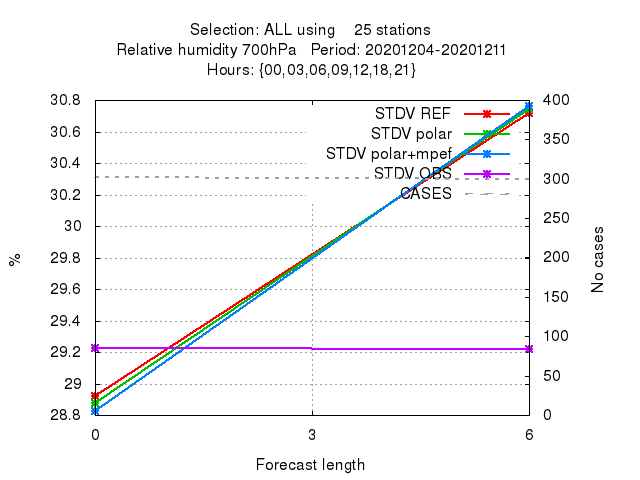 Selection: ALL using    25 stations
Relative humidity 700hPa   Period: 20201204-20201211
Hours: {00,03,06,09,12,18,21}
30.8
30.6
30.4
30.2
30
29.8
29.6
29.4
29.2
29
28.8
%
STDV REF
STDV polar
STDV polar+mpef
STDV OBS
CASES
400
350
300
250
200
150
100
50
0
No cases
0
3
6
Forecast length